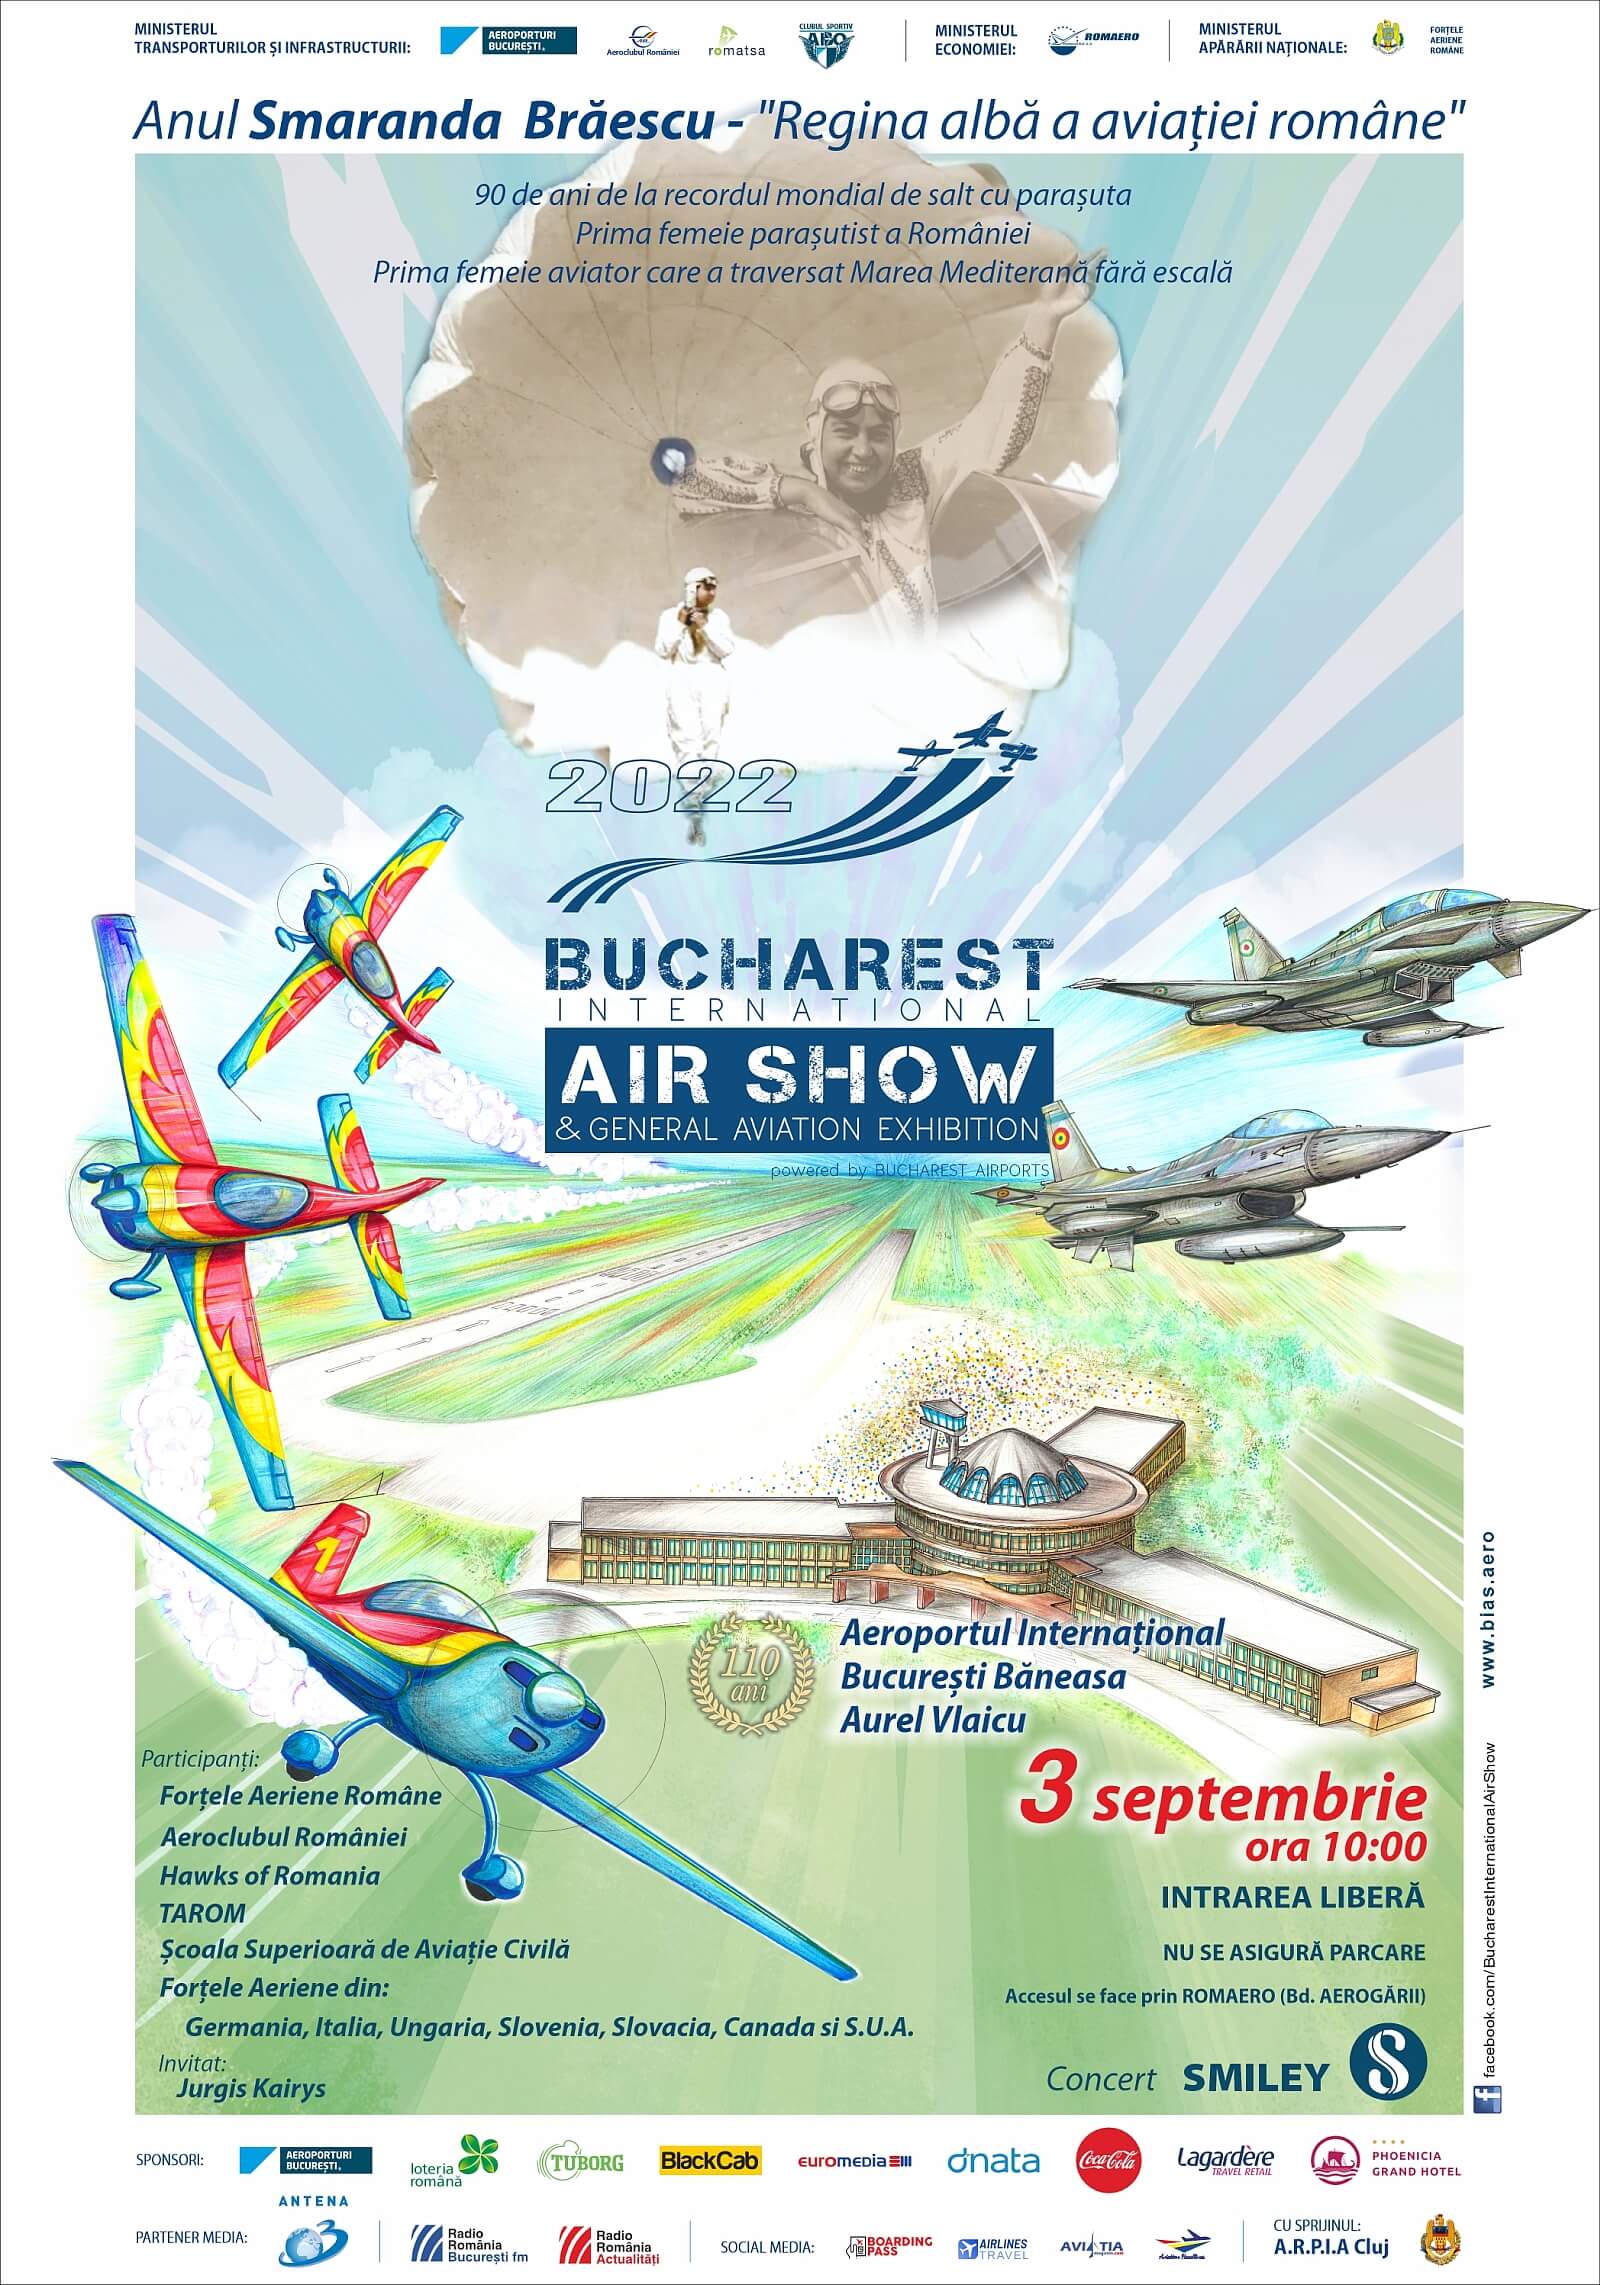 MINISTERUL
TRANSPORTURILOR ȘI INFRASTRUCTURII:
AEROPORTURI
BUCUREȘTI
Aeroclubul României
romatsa
CLUBUL SPORTIV
MINISTERUL
ECONOMIEI:
ROMAERO
MINISTERUL
APĂRĂRII NAȚIONALE:
FORȚELE
AERIENE
ROMÂNE
Anul Smaranda Brăescu - "Regina albă a aviației române"
90 de ani de la recordul mondial de salt cu parașuta
Prima femeie parașutist a României
Prima femeie aviator care a traversat Marea Mediterană fără escală
2022
BUCHAREST
INTERNATIONAL
AIR SHOW
& GENERAL AVIATION EXHIBITION
powered by BUCHAREST AIRPORTS
1
110
ani
Aeroportul Internațional
București Băneasa
Aurel Vlaicu
3 septembrie
ora 10:00
INTRAREA LIBERĂ
NU SE ASIGURĂ PARCARE
Accesul se face prin ROMAERO (Bd. AEROGĂRII)
Concert SMILEY
S
Participanți:
Forțele Aeriene Române
Aeroclubul României
Hawks of Romania
TAROM
Școala Superioară de Aviație Civilă
Forțele Aeriene din:
Germania, Italia, Ungaria, Slovenia, Slovacia, Canada si S.U.A.
Invitat:
Jurgis Kairys
www.bias.aero
facebook.com/BucharestInternationalAirShow
f
SPONSORI:
AEROPORTURI
BUCUREȘTI
loteria
română
TUBORG
BlackCab
euromedia
dnata
Coca-Cola
Lagardère
TRAVEL RETAIL
PHOENICIA
GRAND HOTEL
PARTENER MEDIA:
ANTENA
3
Radio
România
București fm
Radio
România
Actualități
SOCIAL MEDIA:
BOARDING
PASS
AIRLINES
TRAVEL
AVIATIA
CU SPRIJINUL:
A.R.P.I.A Cluj